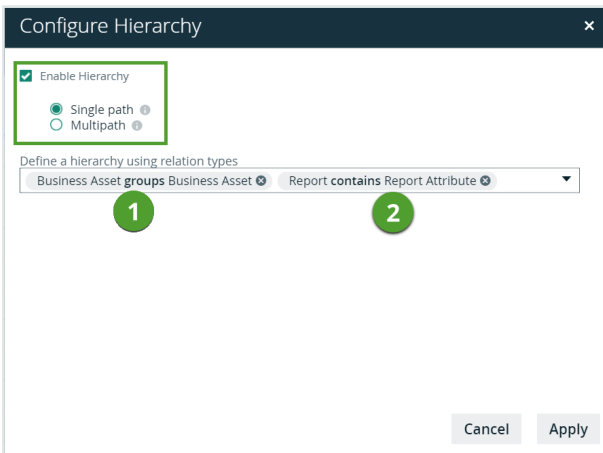 Configure Hierarchy ×
Enable Hierarchy
Single path
Multipath
Define a hierarchy using relation types
Business Asset groups Business Asset Report contains Report Attribute
1 2
Cancel Apply